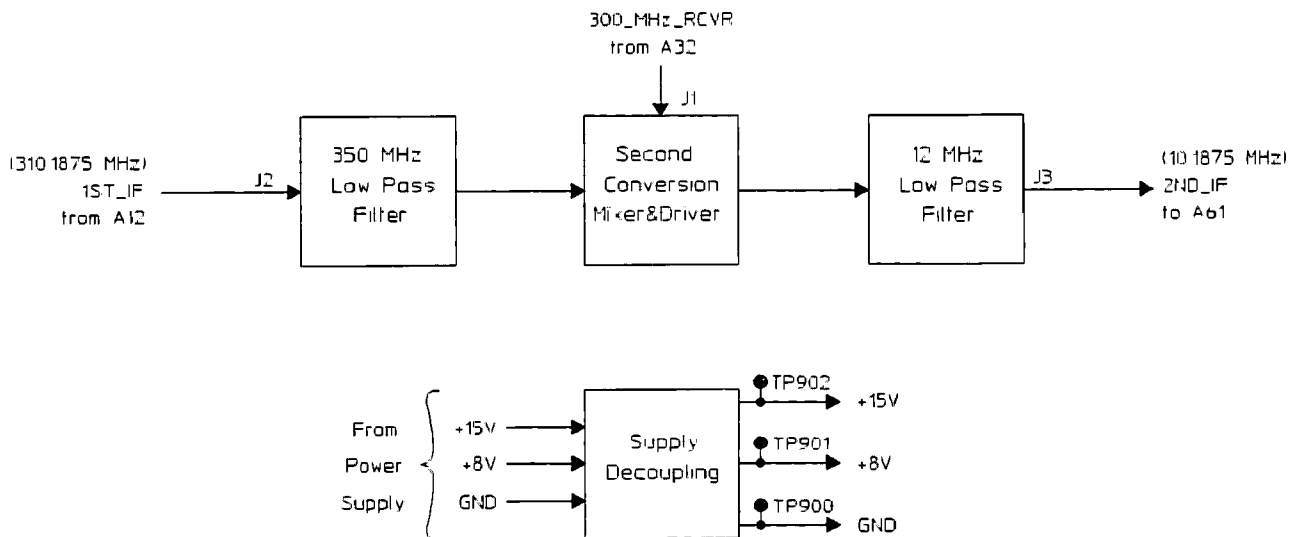 300_MHz_RCVR
from A32
J1
(310.1875 MHz)
1ST_IF
from A12
J2
350 MHz
Low Pass
Filter
Second
Conversion
Mixer&Driver
12 MHz
Low Pass
Filter
J3
(10.1875 MHz)
2ND_IF
to A61
From
Power
Supply
+15V
+8V
GND
Supply
Decoupling
TP902
+15V
TP901
+8V
TP900
GND